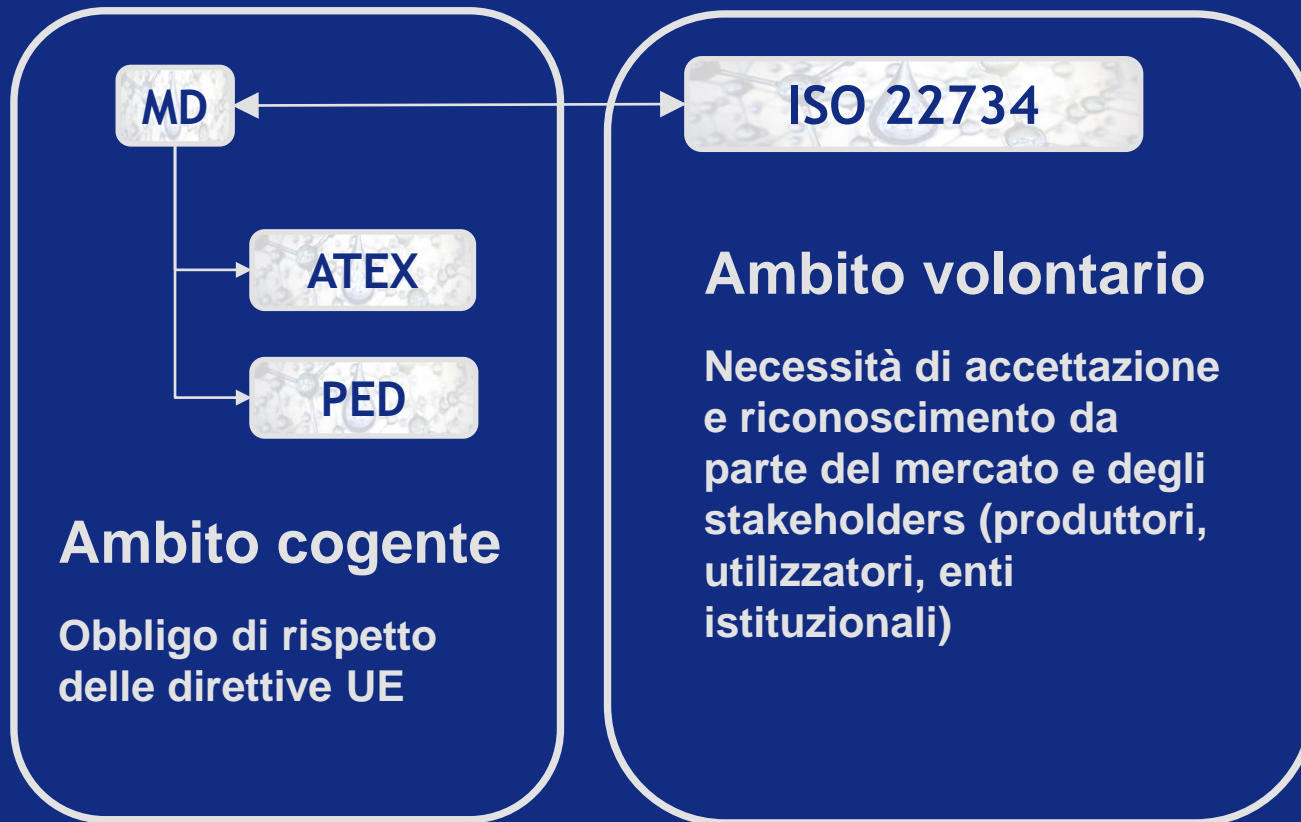 MD
ATEX
PED
Ambito cogente
Obbligo di rispetto
delle direttive UE
ISO 22734
Ambito volontario
Necessità di accettazione
e riconoscimento da
parte del mercato e degli
stakeholders (produttori,
utilizzatori, enti
istituzionali)